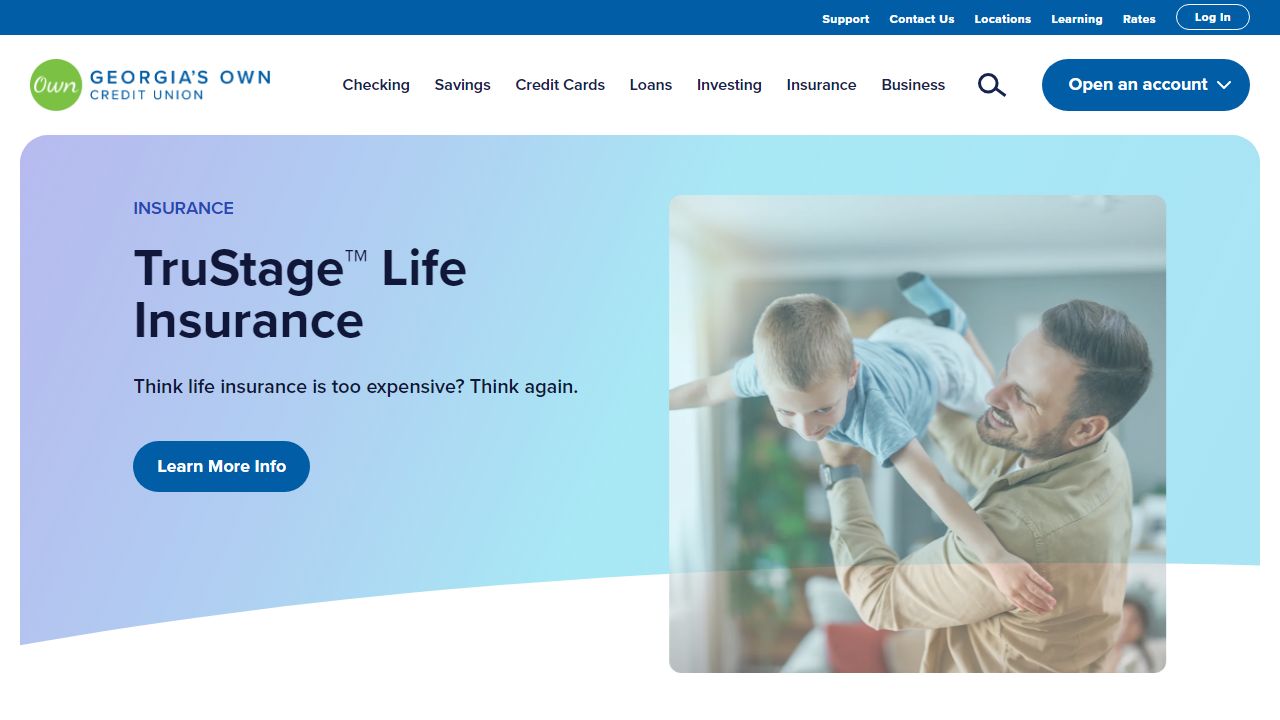 Support Contact Us Locations Learning Rates Log In
Own GEORGIA'S OWN
CREDIT UNION
Checking Savings Credit Cards Loans Investing Insurance Business Open an account
INSURANCE
TruStage™ Life
Insurance
Think life insurance is too expensive? Think again.
Learn More Info